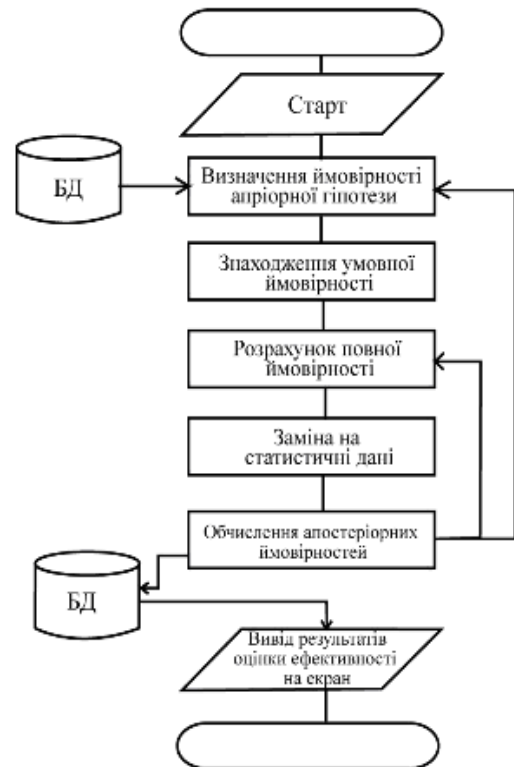 Старт
БД
Визначення ймовірності
апріорної гіпотези
Знаходження умовної
ймовірності
Розрахунок повної
ймовірності
Заміна на
статистичні дані
Обчислення апостеріорних
ймовірностей
БД
Вивід результатів
оцінки ефективності
на екран